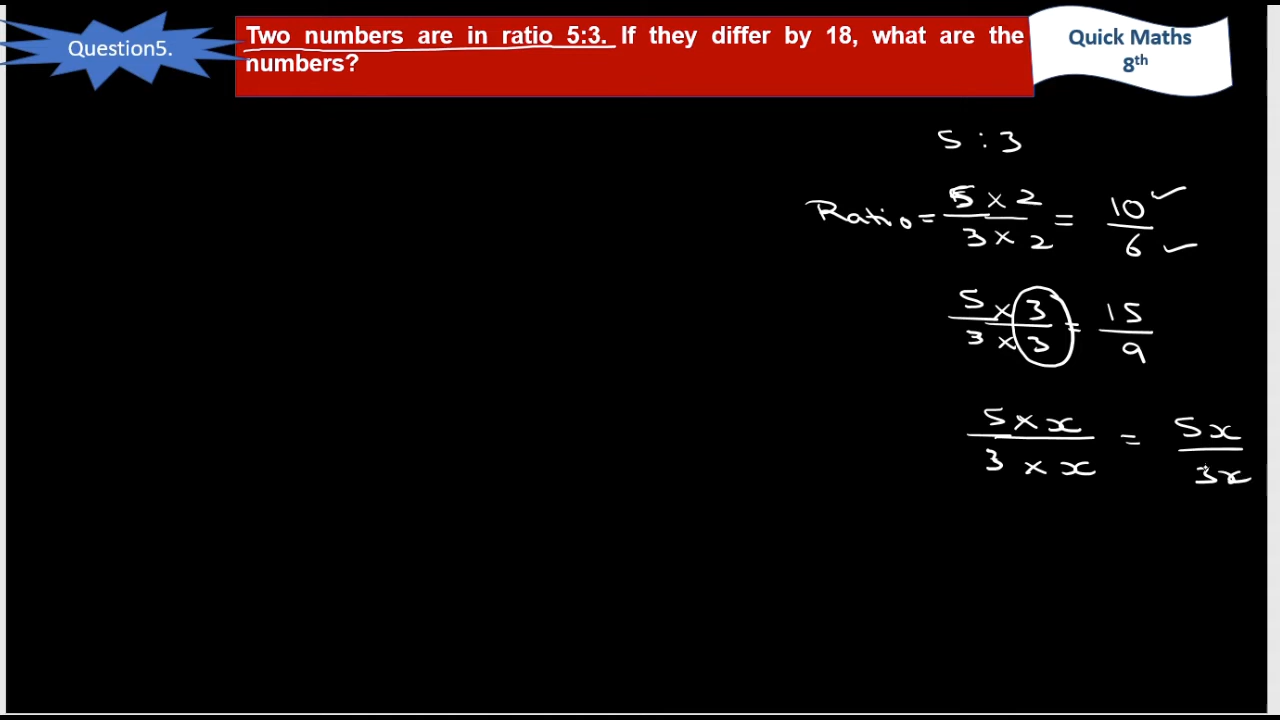 Question5.
Two numbers are in ratio 5:3. If they differ by 18, what are the
numbers?
Quick Maths
8th
5 : 3
Ratio = 5 × 2 / 3 × 2 = 10 / 6
5 × 3 / 3 × 3 = 15 / 9
5 × x / 3 × x = 5x / 3x